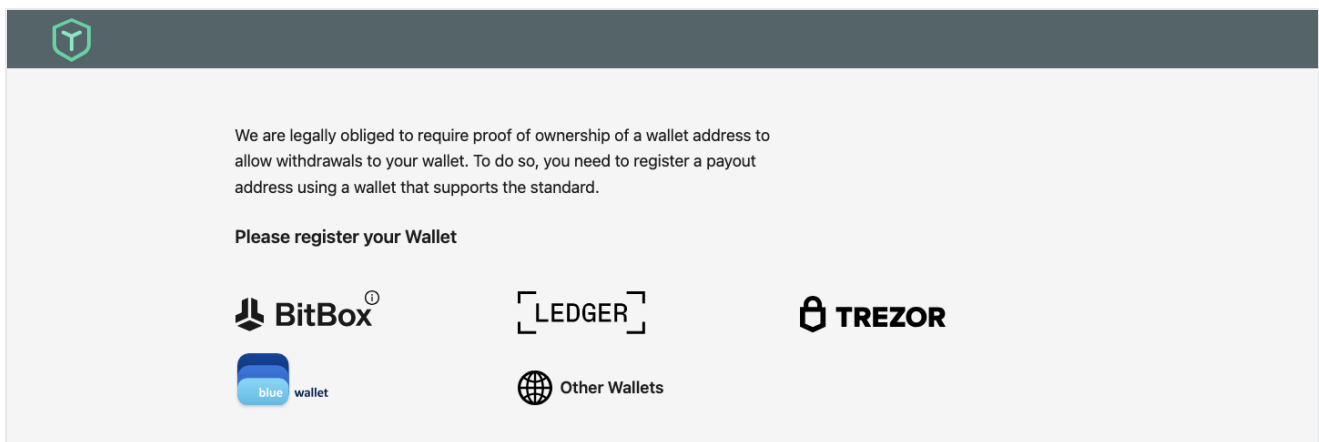 We are legally obliged to require proof of ownership of a wallet address to
allow withdrawals to your wallet. To do so, you need to register a payout
address using a wallet that supports the standard.
Please register your Wallet
BitBox
LEDGER
TREZOR
blue wallet
Other Wallets